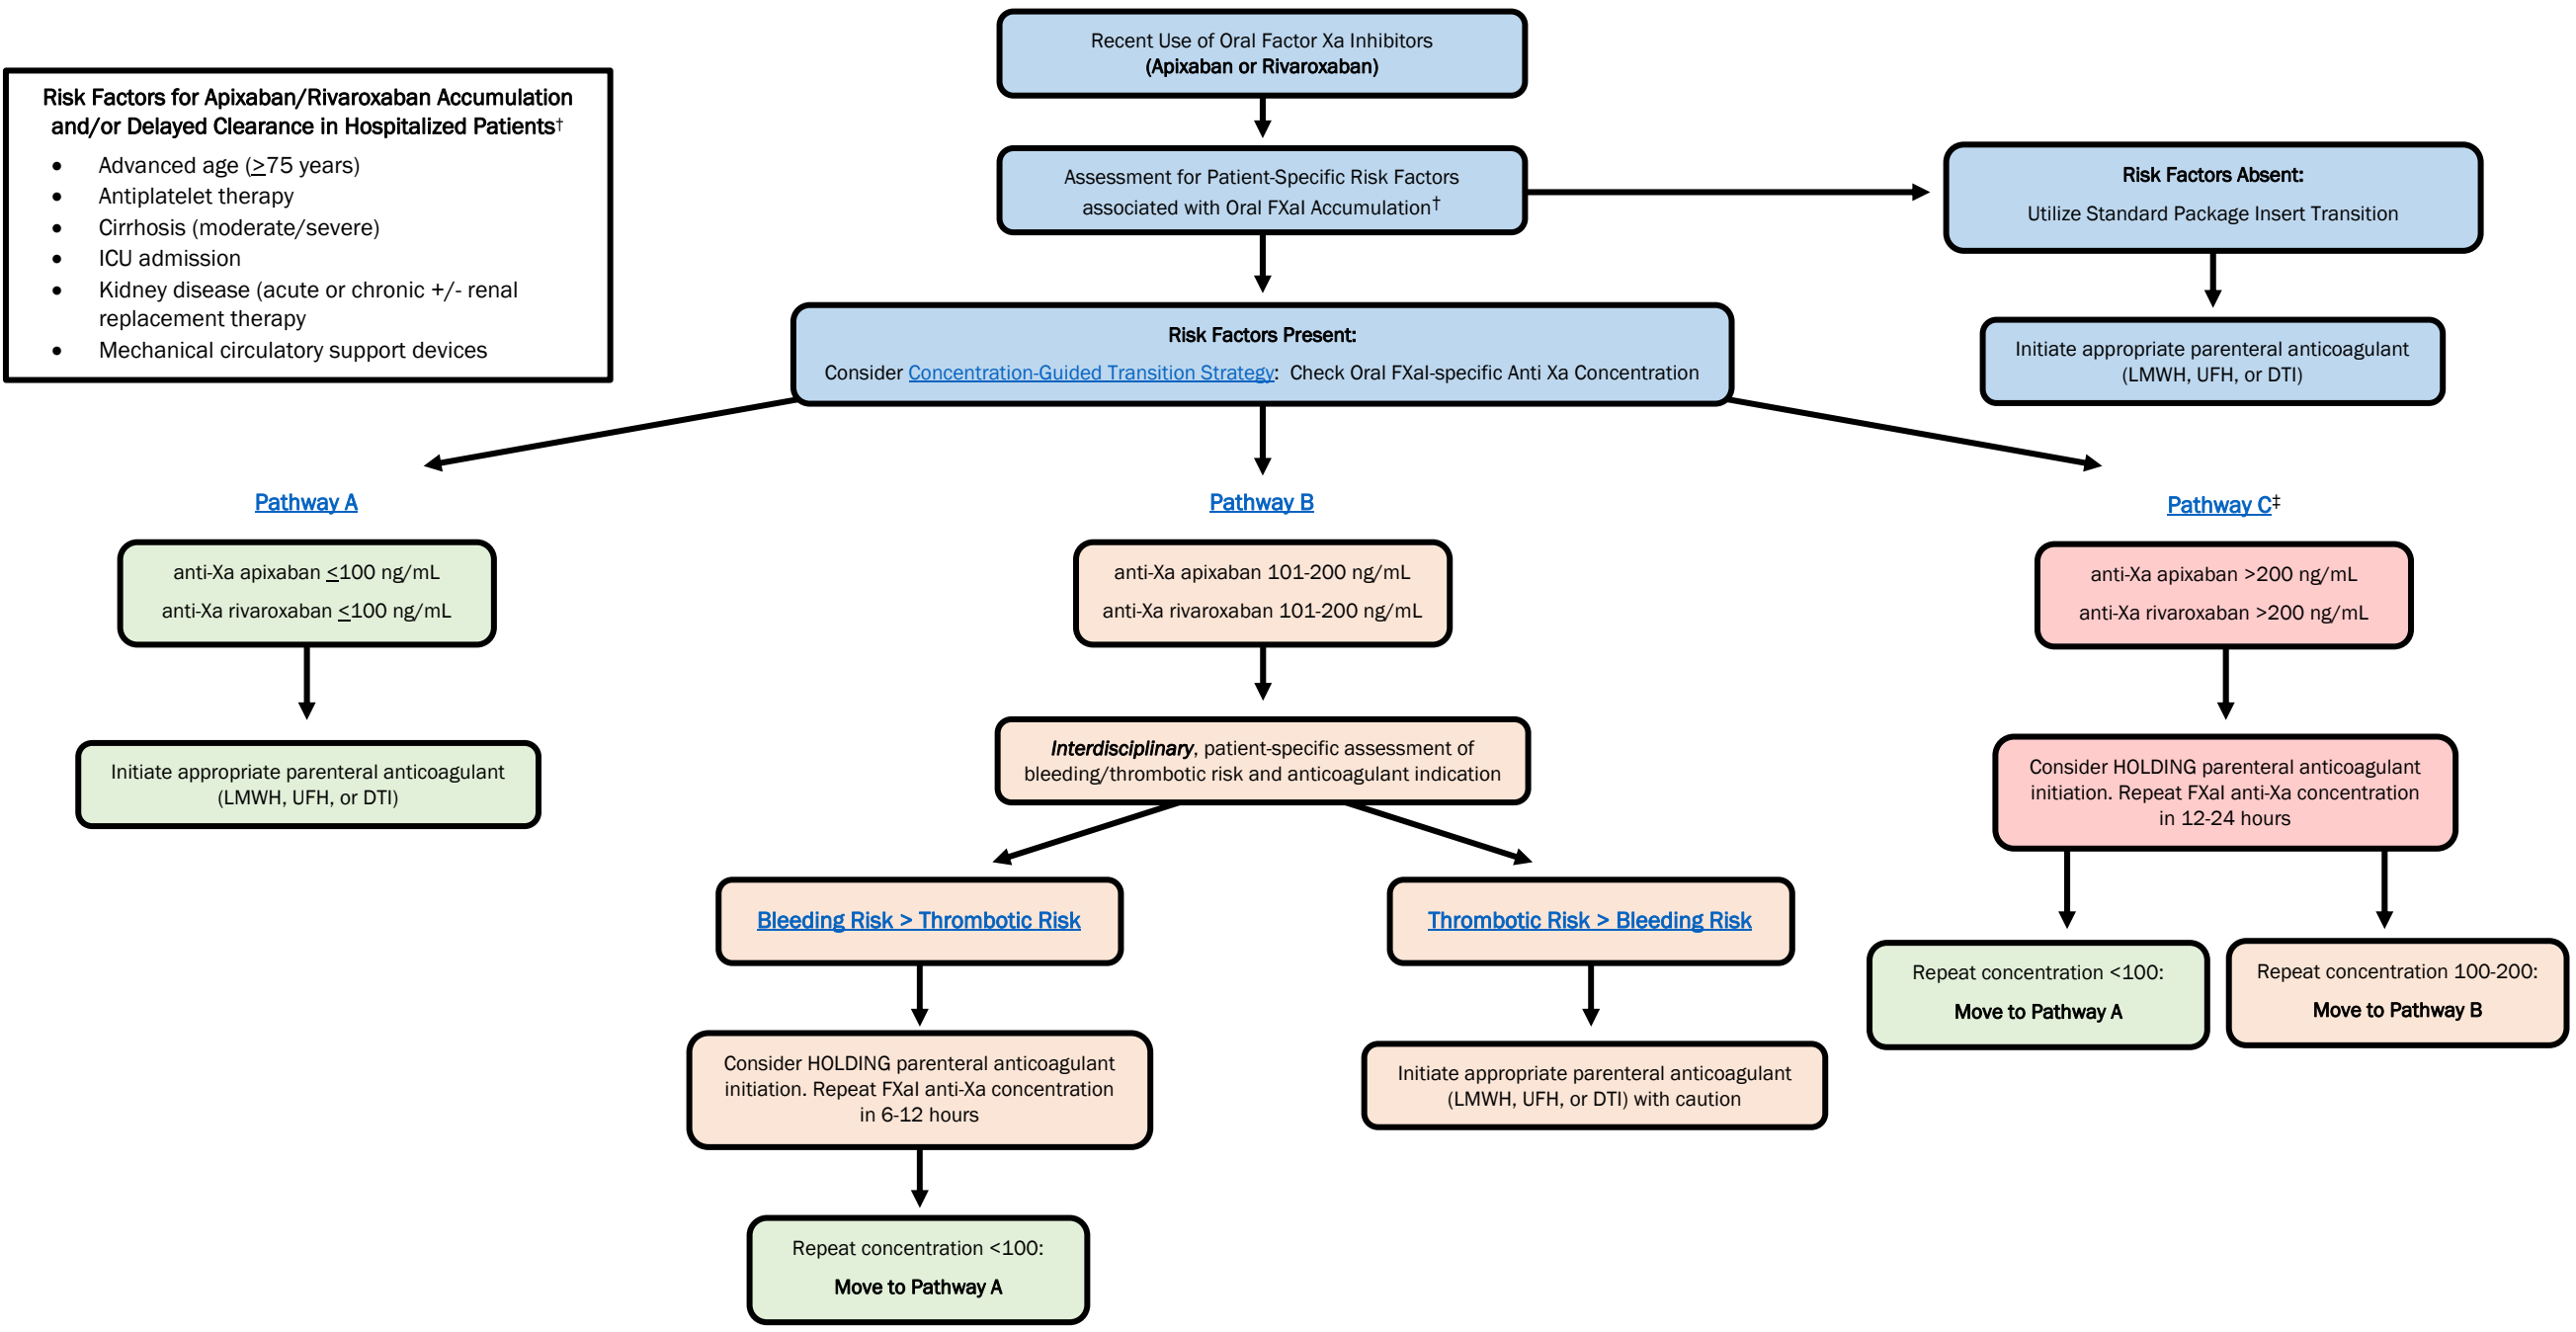 Recent Use of Oral Factor Xa Inhibitors
(Apixaban or Rivaroxaban)
Risk Factors for Apixaban/Rivaroxaban Accumulation
and/or Delayed Clearance in Hospitalized Patients†
• Advanced age (≥75 years)
• Antiplatelet therapy
• Cirrhosis (moderate/severe)
• ICU admission
• Kidney disease (acute or chronic +/- renal
replacement therapy
• Mechanical circulatory support devices
Assessment for Patient-Specific Risk Factors
associated with Oral FXaI Accumulation†
Risk Factors Absent:
Utilize Standard Package Insert Transition
Risk Factors Present:
Consider Concentration-Guided Transition Strategy: Check Oral FXaI-specific Anti Xa Concentration
Initiate appropriate parenteral anticoagulant
(LMWH, UFH, or DTI)
Pathway A
anti-Xa apixaban ≤100 ng/mL
anti-Xa rivaroxaban ≤100 ng/mL
Initiate appropriate parenteral anticoagulant
(LMWH, UFH, or DTI)
Pathway B
anti-Xa apixaban 101-200 ng/mL
anti-Xa rivaroxaban 101-200 ng/mL
Interdisciplinary, patient-specific assessment of
bleeding/thrombotic risk and anticoagulant indication
Bleeding Risk > Thrombotic Risk
Consider HOLDING parenteral anticoagulant
initiation. Repeat FXaI anti-Xa concentration
in 6-12 hours
Repeat concentration <100:
Move to Pathway A
Thrombotic Risk > Bleeding Risk
Initiate appropriate parenteral anticoagulant
(LMWH, UFH, or DTI) with caution
Pathway C‡
anti-Xa apixaban >200 ng/mL
anti-Xa rivaroxaban >200 ng/mL
Consider HOLDING parenteral anticoagulant
initiation. Repeat FXaI anti-Xa concentration
in 12-24 hours
Repeat concentration <100:
Move to Pathway A
Repeat concentration 100-200:
Move to Pathway B